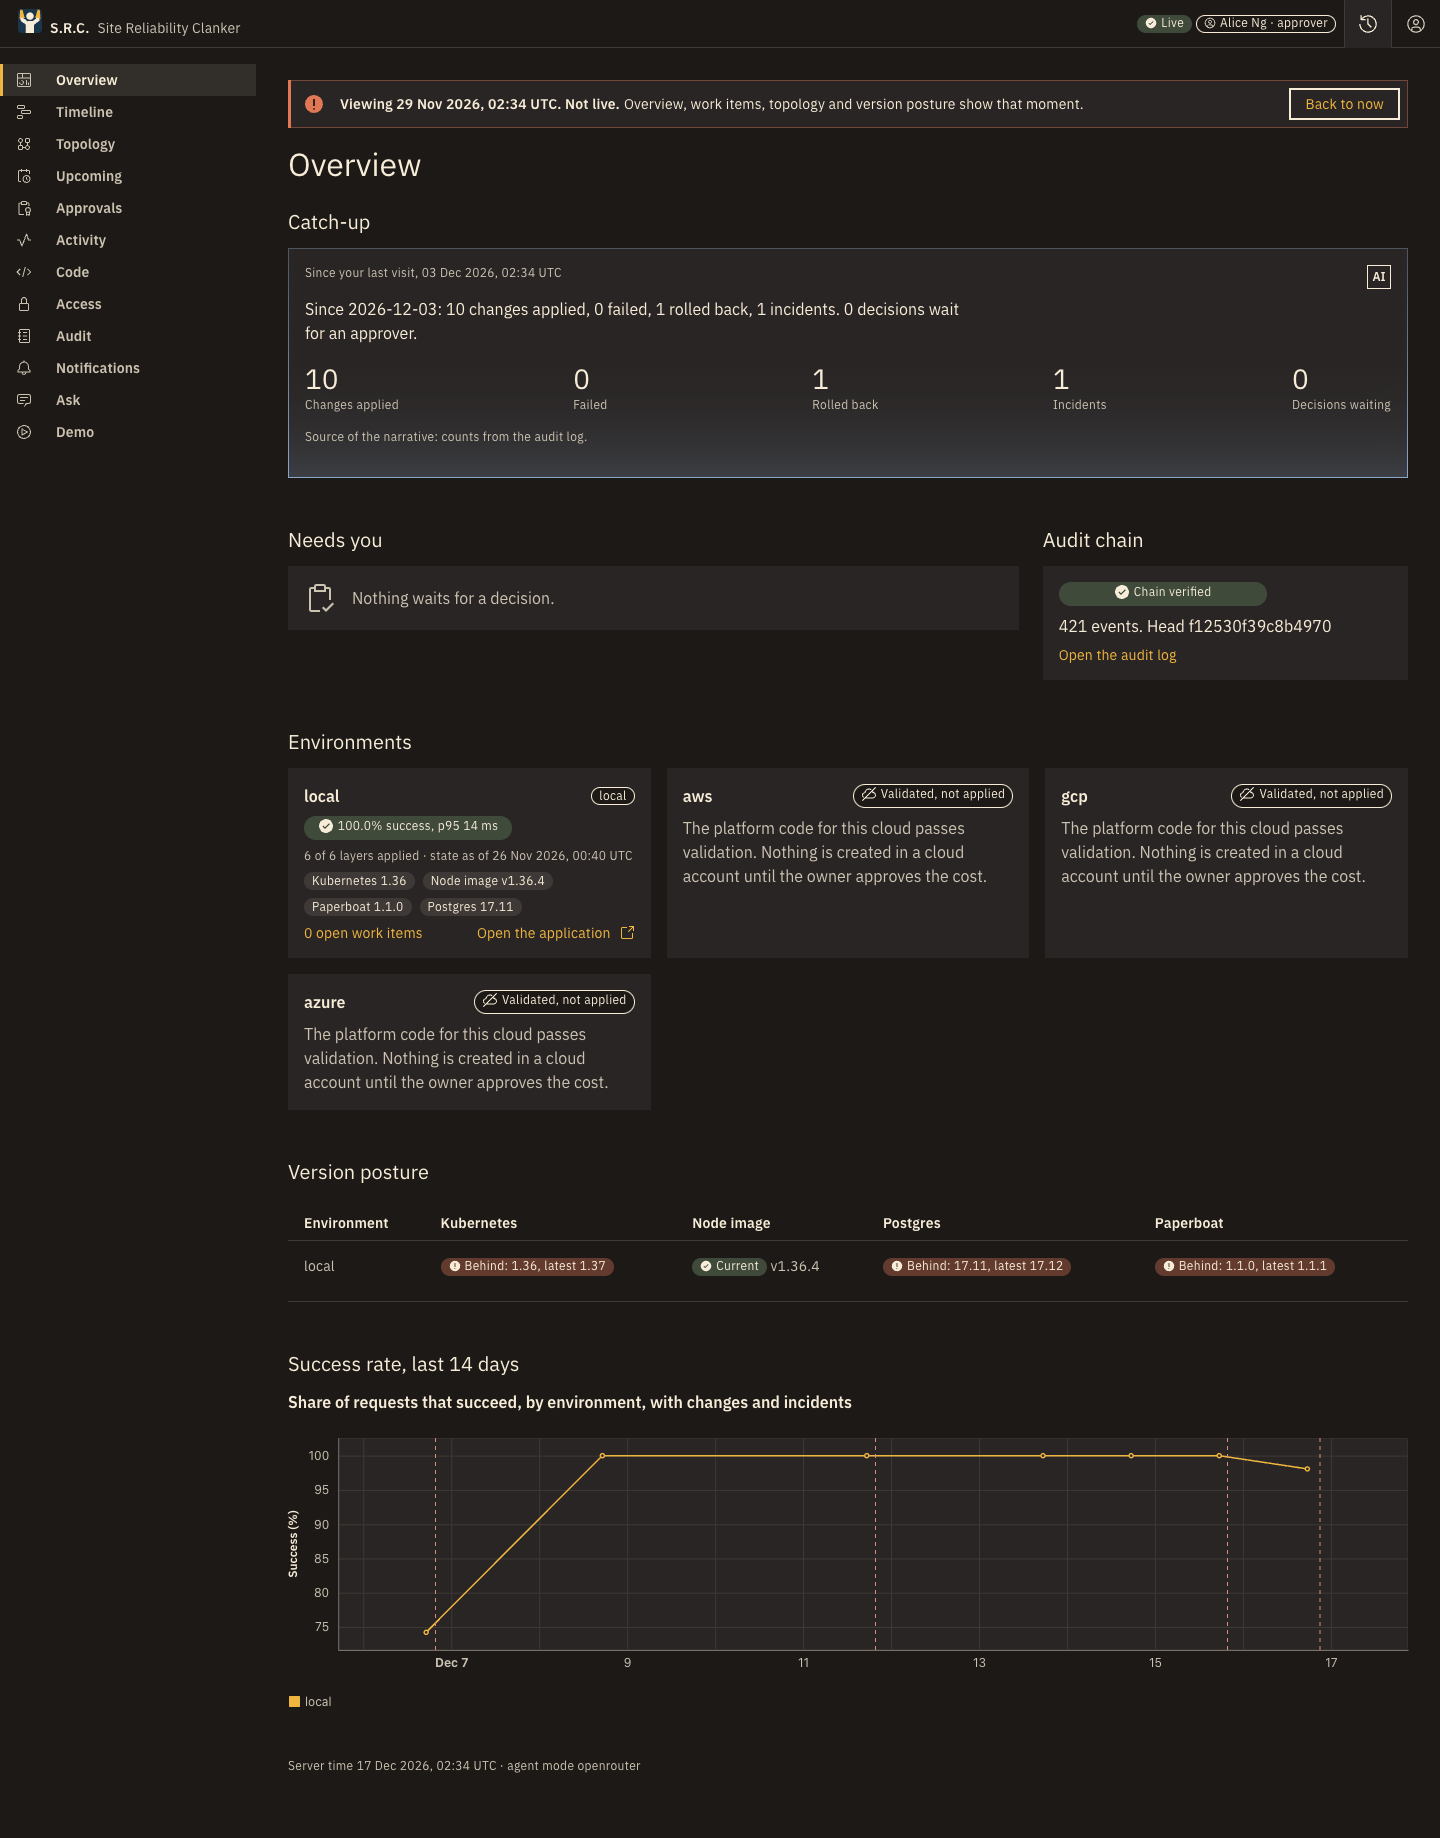 S.R.C. Site Reliability Clanker
Live
Alice Ng · approver
Overview
Timeline
Topology
Upcoming
Approvals
Activity
Code
Access
Audit
Notifications
Ask
Demo
Viewing 29 Nov 2026, 02:34 UTC. Not live. Overview, work items, topology and version posture show that moment.
Back to now
Overview
Catch-up
Since your last visit, 03 Dec 2026, 02:34 UTC
AI
Since 2026-12-03: 10 changes applied, 0 failed, 1 rolled back, 1 incidents. 0 decisions wait
for an approver.
10
Changes applied
0
Failed
1
Rolled back
1
Incidents
0
Decisions waiting
Source of the narrative: counts from the audit log.
Needs you
Nothing waits for a decision.
Audit chain
Chain verified
421 events. Head f12530f39c8b4970
Open the audit log
Environments
local
local
100.0% success, p95 14 ms
6 of 6 layers applied · state as of 26 Nov 2026, 00:40 UTC
Kubernetes 1.36
Node image v1.36.4
Paperboat 1.1.0
Postgres 17.11
0 open work items
Open the application
aws
Validated, not applied
The platform code for this cloud passes
validation. Nothing is created in a cloud
account until the owner approves the cost.
gcp
Validated, not applied
The platform code for this cloud passes
validation. Nothing is created in a cloud
account until the owner approves the cost.
azure
Validated, not applied
The platform code for this cloud passes
validation. Nothing is created in a cloud
account until the owner approves the cost.
Version posture
Environment Kubernetes Node image Postgres Paperboat
local Behind: 1.36, latest 1.37 Current v1.36.4 Behind: 17.11, latest 17.12 Behind: 1.1.0, latest 1.1.1
Success rate, last 14 days
Share of requests that succeed, by environment, with changes and incidents
Success (%)
100
95
90
85
80
75
Dec 7 9 11 13 15 17
local
Server time 17 Dec 2026, 02:34 UTC · agent mode openrouter